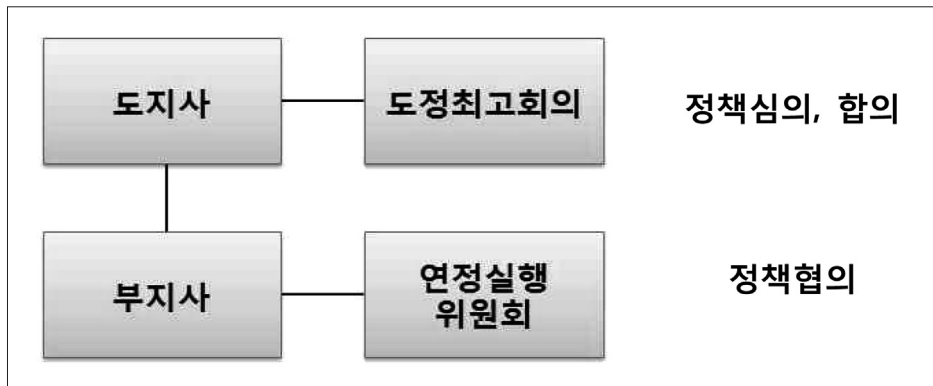 도지사
도정최고회의
정책심의, 합의
부지사
연정실행
위원회
정책협의